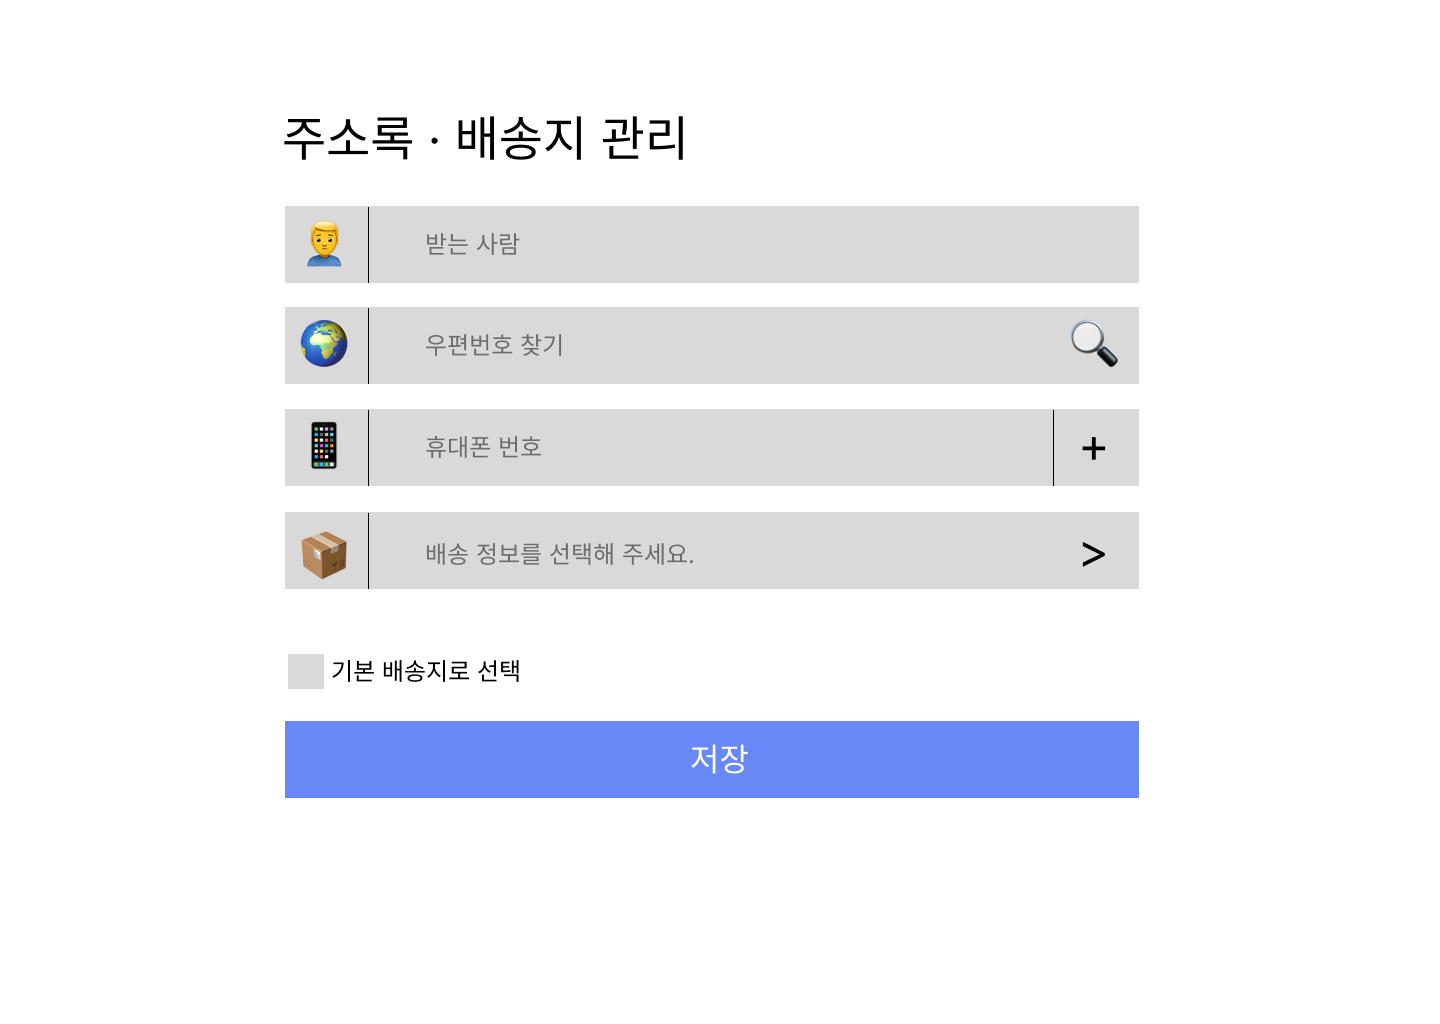 주소록 · 배송지 관리
받는 사람
우편번호 찾기
휴대폰 번호
+
배송 정보를 선택해 주세요.
>
기본 배송지로 선택
저장